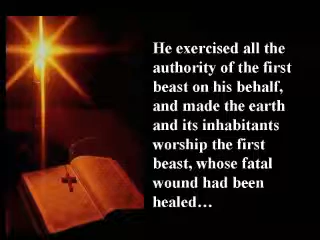 He exercised all the
authority of the first
beast on his behalf,
and made the earth
and its inhabitants
worship the first
beast, whose fatal
wound had been
healed…